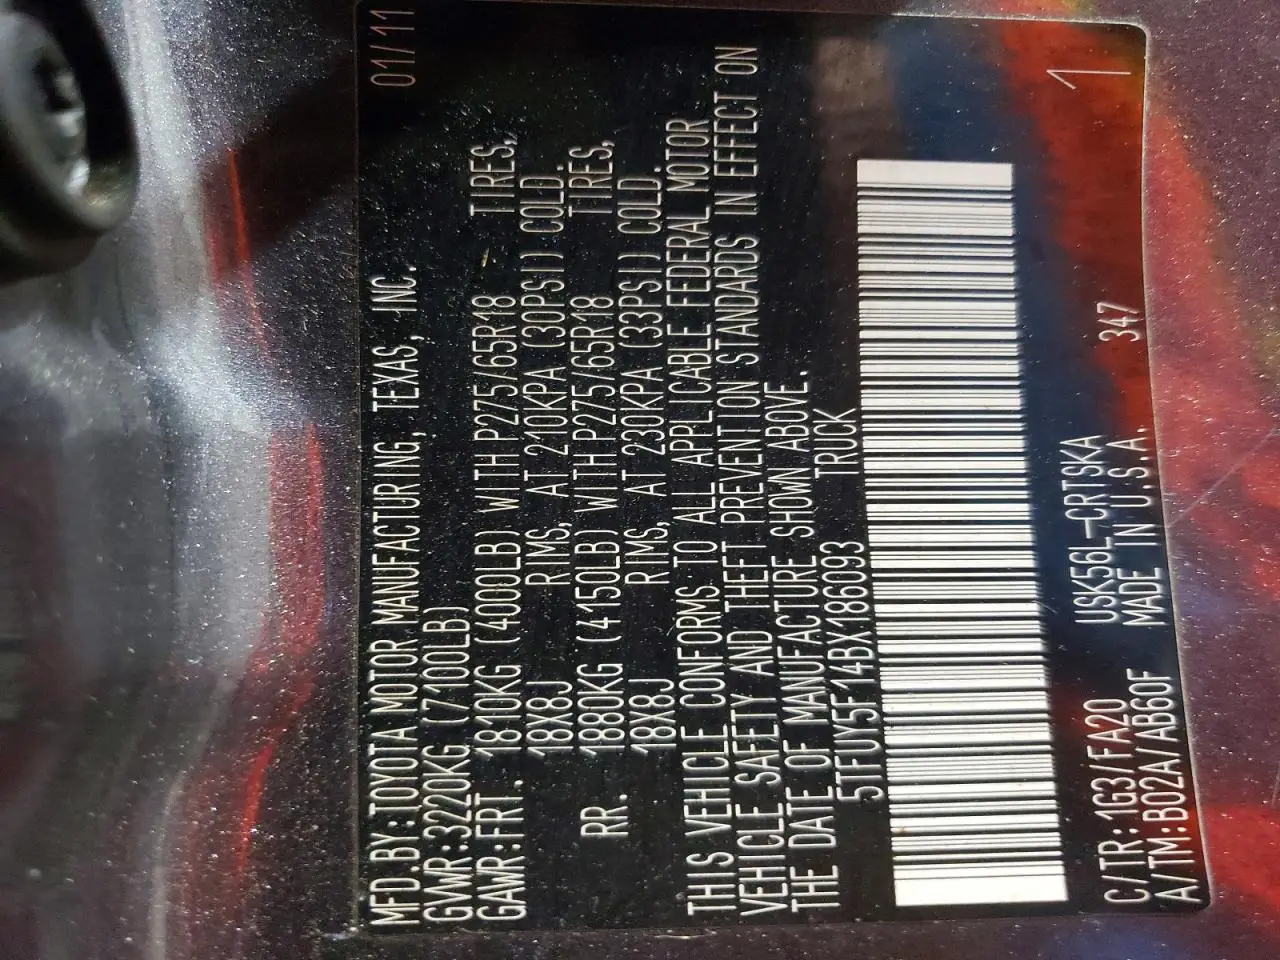 MFD.BY:TOYOTA MOTOR MANUFACTURING, TEXAS, INC. 01/11
GVWR:3220KG (7100LB)
GAWR:FRT. 1810KG (4000LB) WITH P275/65R18 TIRES,
18X8J RIMS, AT 210KPA (30PSI) COLD.
RR. 1880KG (4150LB) WITH P275/65R18 TIRES,
18X8J RIMS, AT 230KPA (33PSI) COLD.
THIS VEHICLE CONFORMS TO ALL APPLICABLE FEDERAL MOTOR
VEHICLE SAFETY AND THEFT PREVENTION STANDARDS IN EFFECT ON
THE DATE OF MANUFACTURE SHOWN ABOVE.
5TFUY5F14BX186093 TRUCK
1
C/TR:1G3/FA20 USK56L-CRTSKA 347
A/TM:B02A/AB60F MADE IN U.S.A.